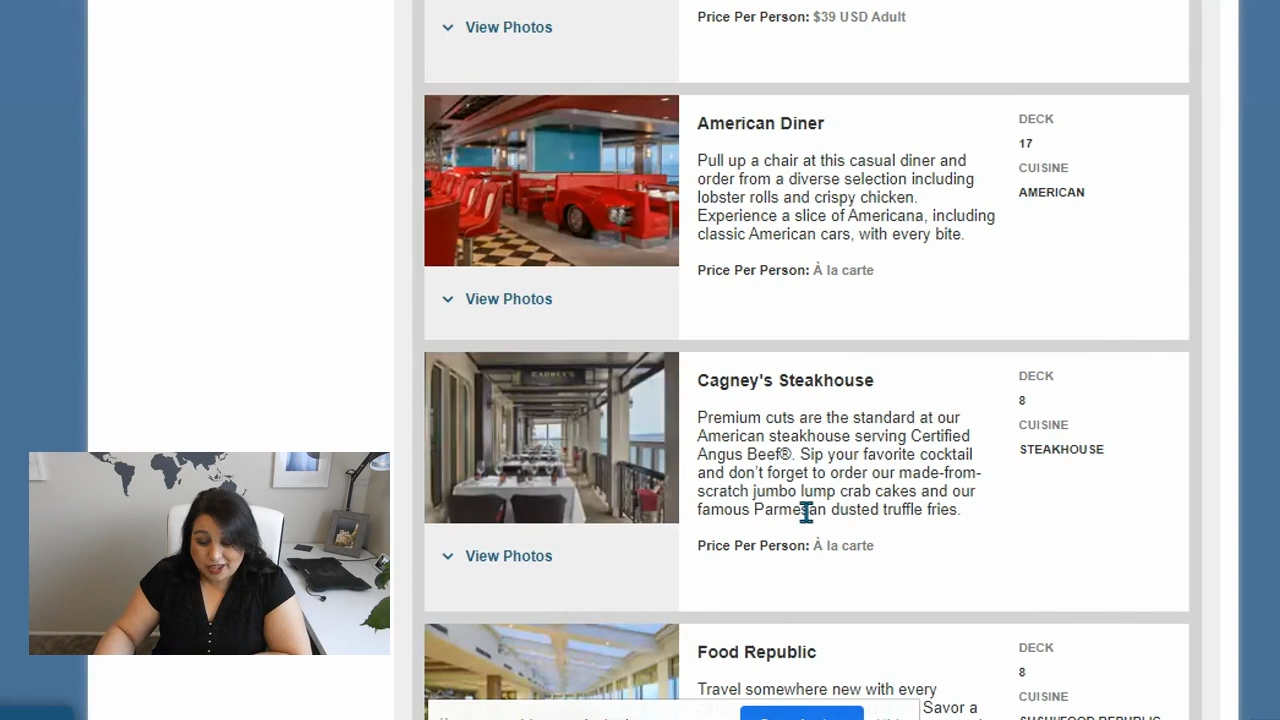 View Photos
Price Per Person: $39 USD Adult
American Diner
Pull up a chair at this casual diner and
order from a diverse selection including
lobster rolls and crispy chicken.
Experience a slice of Americana, including
classic American cars, with every bite.
Price Per Person: À la carte
DECK
17
CUISINE
AMERICAN
View Photos
CAGNEY'S
Cagney's Steakhouse
Premium cuts are the standard at our
American steakhouse serving Certified
Angus Beef®. Sip your favorite cocktail
and don't forget to order our made-from-
scratch jumbo lump crab cakes and our
famous Parmesan dusted truffle fries.
Price Per Person: À la carte
DECK
8
CUISINE
STEAKHOUSE
View Photos
Food Republic
Travel somewhere new with every
Savor a
DECK
8
CUISINE
SUSHI/FOOD REPUBLIC